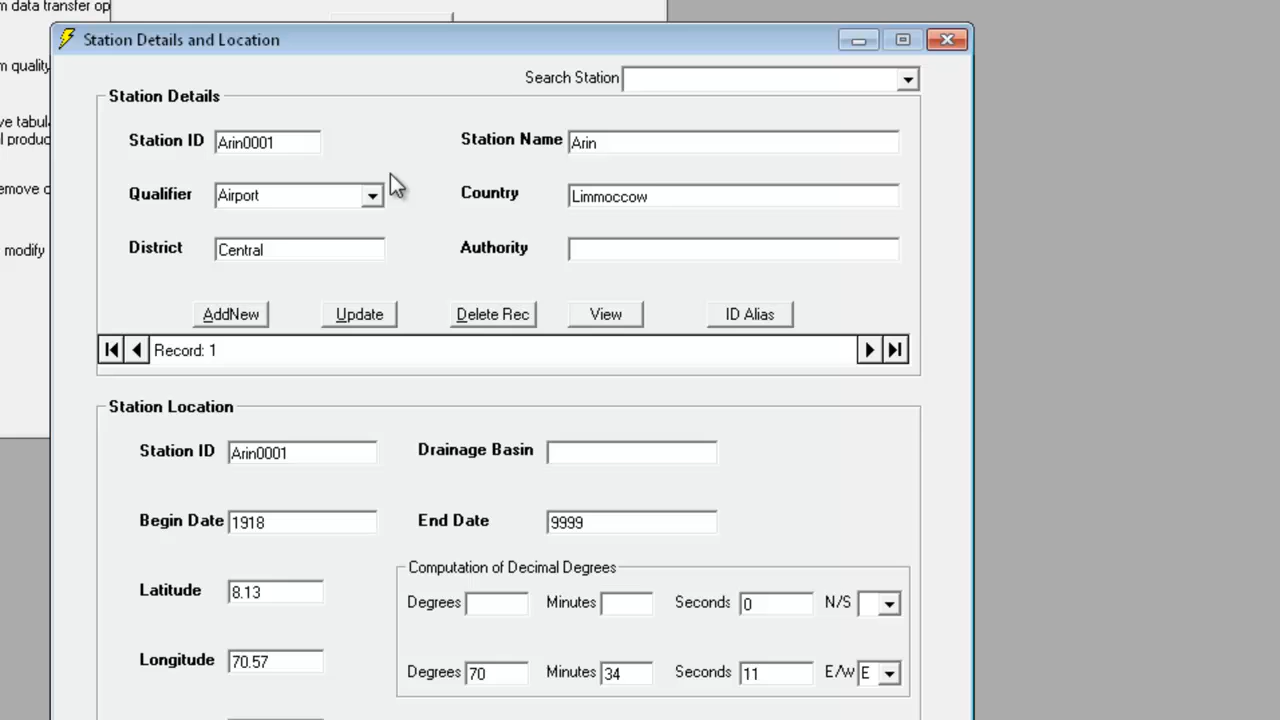 m data transfer op
Station Details and Location
m quality
Search Station
Station Details
ve tabul
l produc
Station ID Arin0001 Station Name Arin
emove c
Qualifier Airport Country Limmoccow
modify
District Central Authority
AddNew Update Delete Rec View ID Alias
Record: 1
Station Location
Station ID Arin0001 Drainage Basin
Begin Date 1918 End Date 9999
Computation of Decimal Degrees
Latitude 8.13 Degrees Minutes Seconds 0 N/S
Longitude 70.57 Degrees 70 Minutes 34 Seconds 11 E/w E